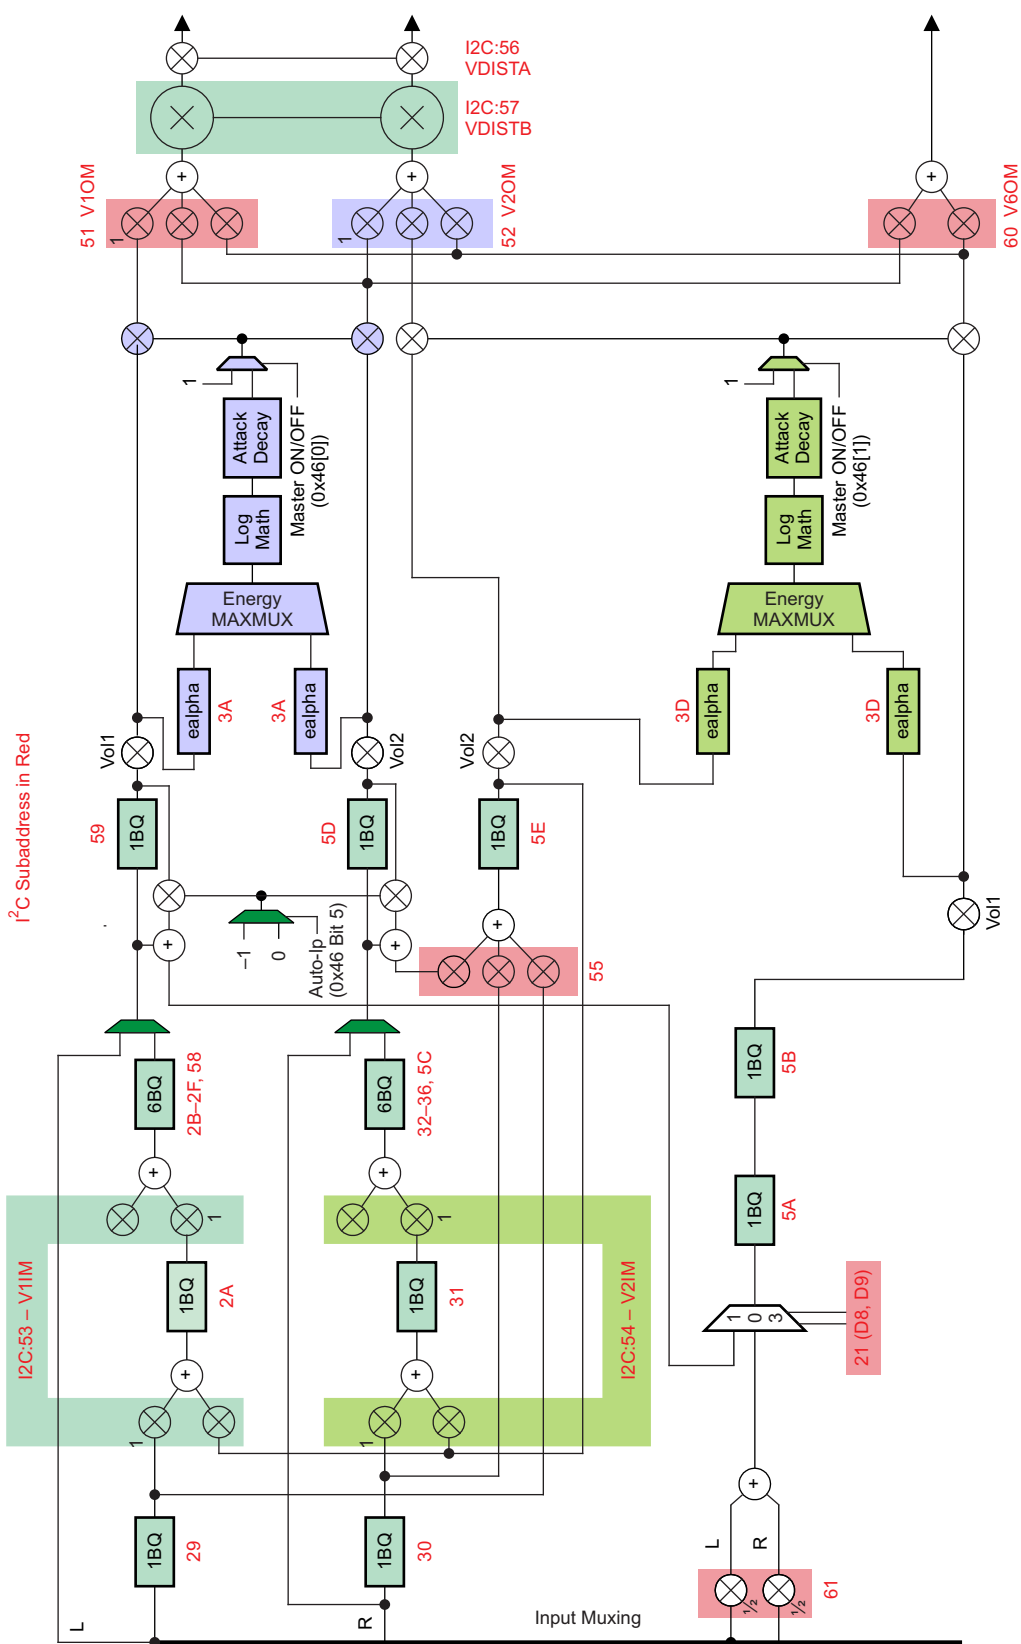 I2C:56
VDISTA
I2C:57
VDISTB
51 V1OM
1
52 V2OM
1
60 V6OM
1
Attack
Decay
Log
Math
Master ON/OFF
(0x46[0])
Energy
MAXMUX
ealpha
3A
ealpha
3A
1
Attack
Decay
Log
Math
Master ON/OFF
(0x46[1])
Energy
MAXMUX
ealpha
3D
ealpha
3D
I2C Subaddress in Red
Vol1
Vol2
Vol2
Vol1
59
1BQ
5D
1BQ
1BQ
5E
–1
0
Auto-lp
(0x46 Bit 5)
55
6BQ
2B–2F, 58
6BQ
32–36, 5C
1BQ
5B
1BQ
5A
I2C:53 – V1IM
1
1BQ
2A
1
I2C:54 – V2IM
1
1BQ
31
1
1
0
3
21 (D8, D9)
1BQ
29
1BQ
30
L
R
L
R
½
½
61
Input Muxing